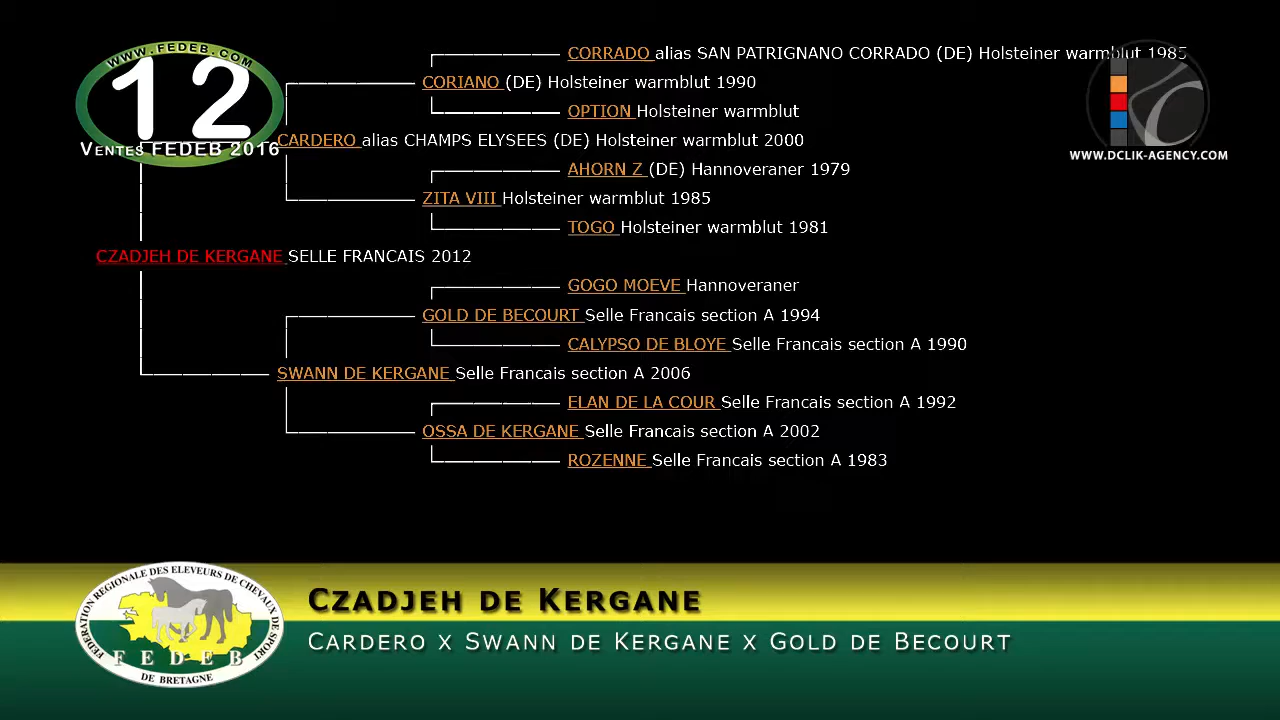 WWW.FEDEB.COM
12
VENTES FEDEB 2016
CORRADO alias SAN PATRIGNANO CORRADO (DE) Holsteiner warmblut 1985
CORIANO (DE) Holsteiner warmblut 1990
OPTION Holsteiner warmblut
WWW.DCLIK-AGENCY.COM
CARDERO alias CHAMPS ELYSEES (DE) Holsteiner warmblut 2000
AHORN Z (DE) Hannoveraner 1979
ZITA VIII Holsteiner warmblut 1985
TOGO Holsteiner warmblut 1981
CZADJEH DE KERGANE SELLE FRANCAIS 2012
GOGO MOEVE Hannoveraner
GOLD DE BECOURT Selle Francais section A 1994
CALYPSO DE BLOYE Selle Francais section A 1990
SWANN DE KERGANE Selle Francais section A 2006
ELAN DE LA COUR Selle Francais section A 1992
OSSA DE KERGANE Selle Francais section A 2002
ROZENNE Selle Francais section A 1983
FEDERATION REGIONALE DES ELEVEURS DE CHEVAUX DE SPORT
FEDEB
DE BRETAGNE
CZADJEH DE KERGANE
CARDERO X SWANN DE KERGANE X GOLD DE BECOURT